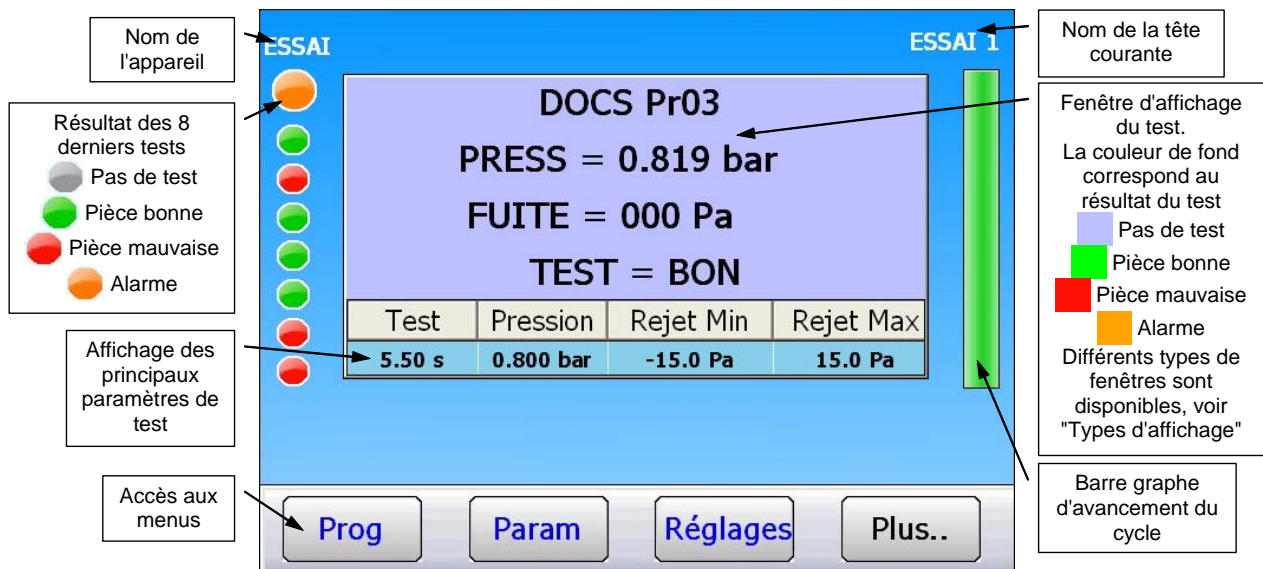 Nom de
l'appareil
Résultat des 8
derniers tests
Pas de test
Pièce bonne
Pièce mauvaise
Alarme
Affichage des
principaux
paramètres de
test
Accès aux
menus
ESSAI
ESSAI 1
DOCS Pr03
PRESS = 0.819 bar
FUITE = 000 Pa
TEST = BON
Test Pression Rejet Min Rejet Max
5.50 s 0.800 bar -15.0 Pa 15.0 Pa
Prog Param Réglages Plus..
Nom de la tête
courante
Fenêtre d'affichage
du test.
La couleur de fond
correspond au
résultat du test
Pas de test
Pièce bonne
Pièce mauvaise
Alarme
Différents types de
fenêtres sont
disponibles, voir
"Types d'affichage"
Barre graphe
d'avancement du
cycle